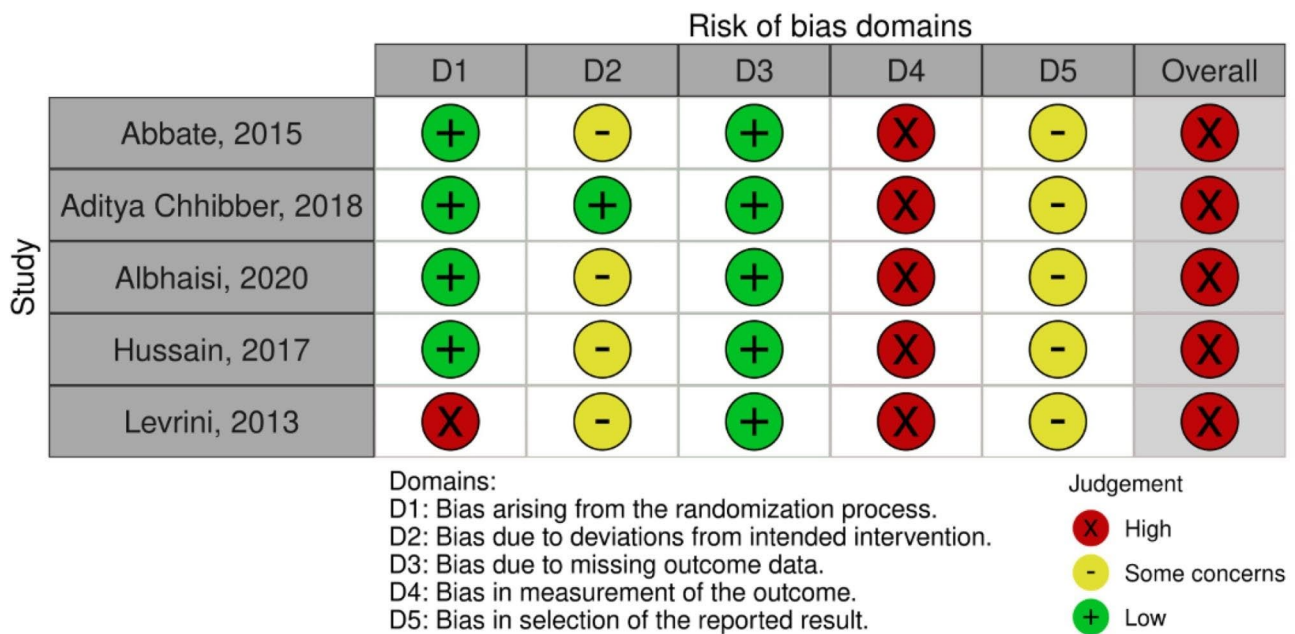 Risk of bias domains
D1 D2 D3 D4 D5 Overall
Study
Abbate, 2015 + - + X - X
Aditya Chhibber, 2018 + + + X - X
Albhaisi, 2020 + - + X - X
Hussain, 2017 + - + X - X
Levrini, 2013 X - + X - X
Domains:
D1: Bias arising from the randomization process.
D2: Bias due to deviations from intended intervention.
D3: Bias due to missing outcome data.
D4: Bias in measurement of the outcome.
D5: Bias in selection of the reported result.
Judgement
X High
- Some concerns
+ Low